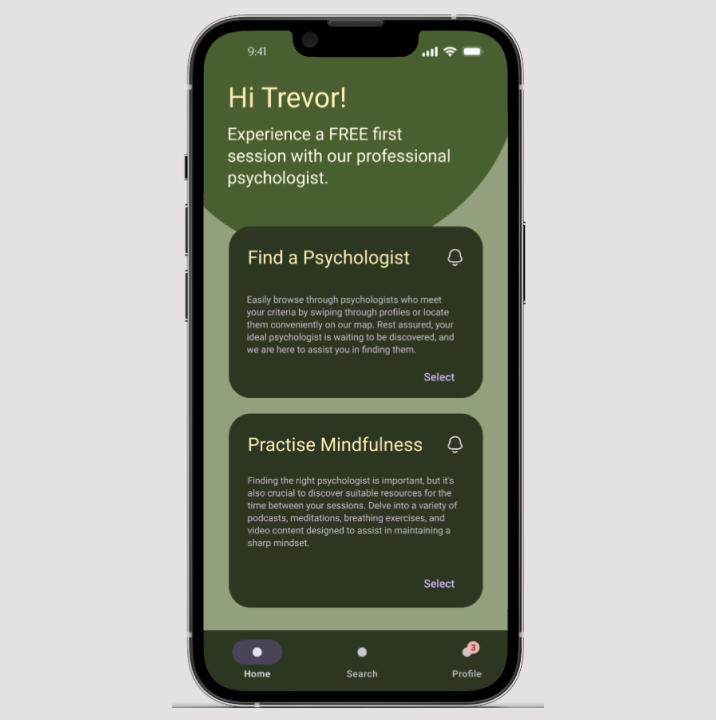 9:41
Hi Trevor!
Experience a FREE first
session with our professional
psychologist.
Find a Psychologist
Easily browse through psychologists who meet
your criteria by swiping through profiles or locate
them conveniently on our map. Rest assured, your
ideal psychologist is waiting to be discovered, and
we are here to assist you in finding them.
Select
Practise Mindfulness
Finding the right psychologist is important, but it's
also crucial to discover suitable resources for the
time between your sessions. Delve into a variety of
podcasts, meditations, breathing exercises, and
video content designed to assist in maintaining a
sharp mindset.
Select
3
Home Search Profile